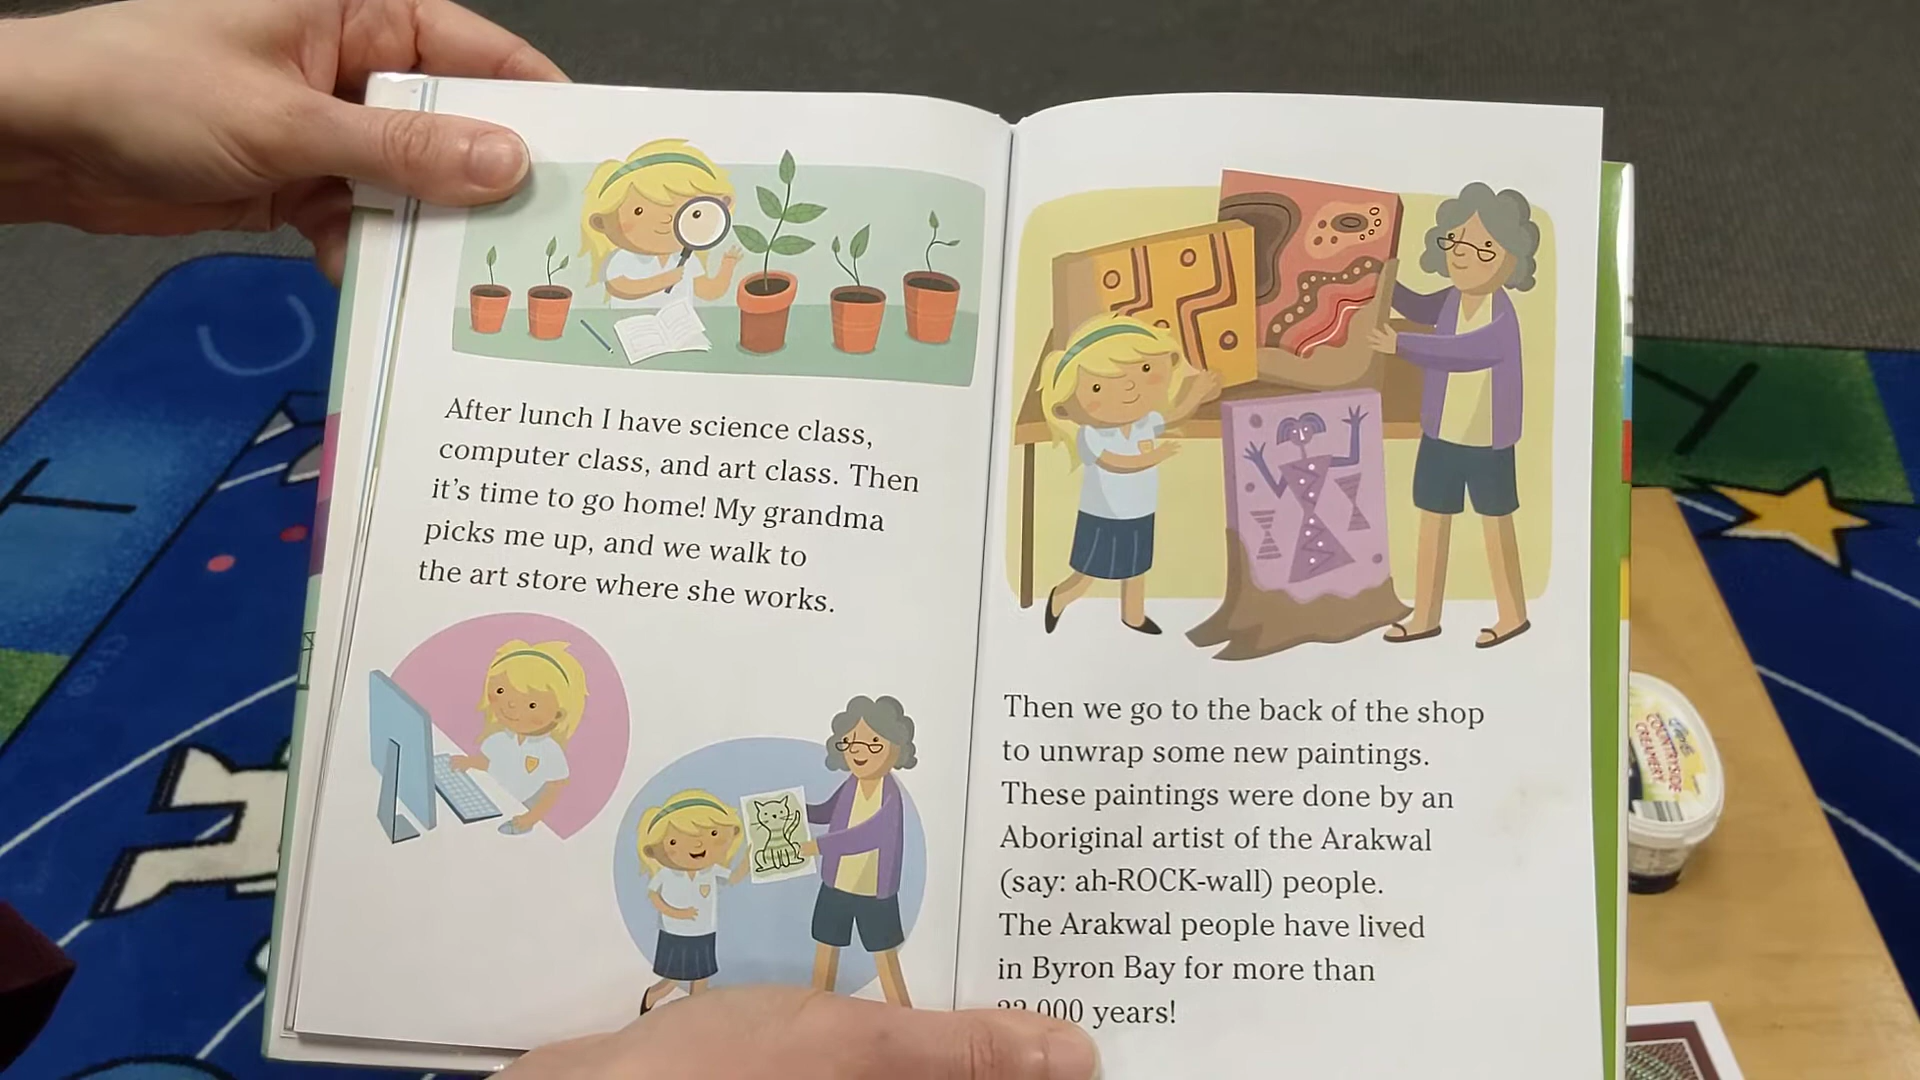 After lunch I have science class,
computer class, and art class. Then
it's time to go home! My grandma
picks me up, and we walk to
the art store where she works.
Then we go to the back of the shop
to unwrap some new paintings.
These paintings were done by an
Aboriginal artist of the Arakwal
(say: ah-ROCK-wall) people.
The Arakwal people have lived
in Byron Bay for more than
years!
COUNTRYSIDE
CREAMERY